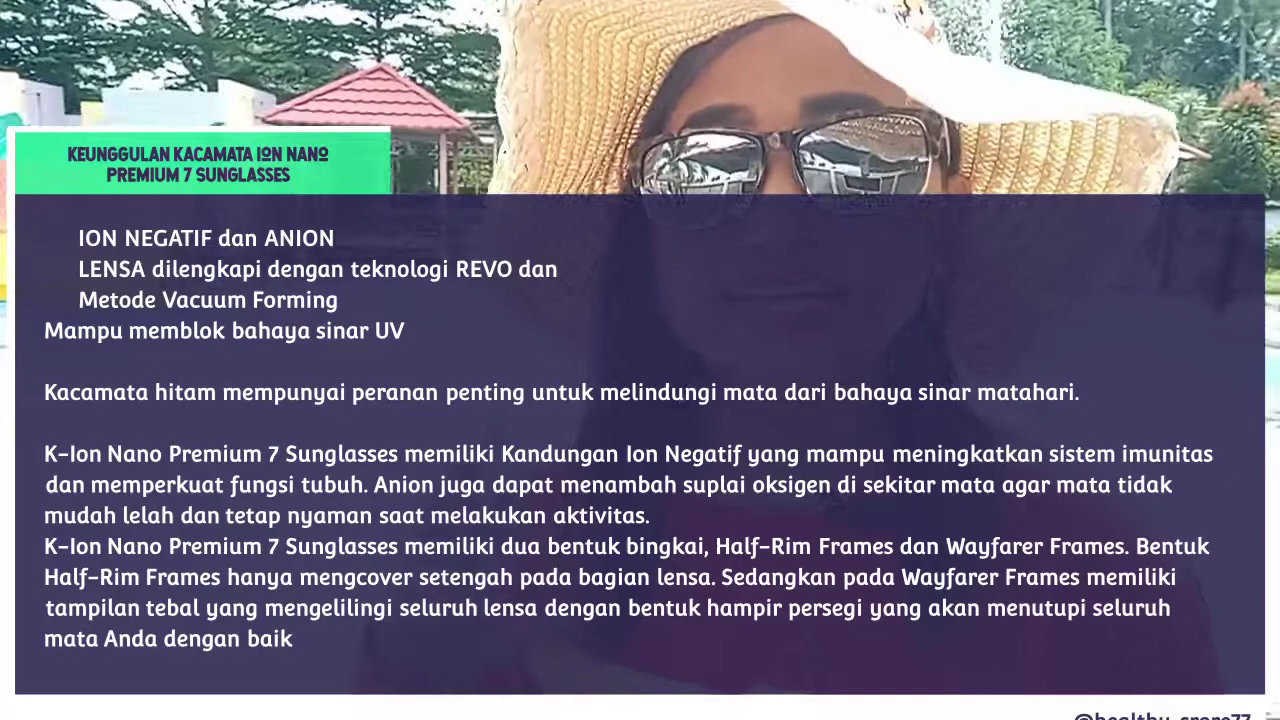 KEUNGGULAN KACAMATA ION NANO
PREMIUM 7 SUNGLASSES
ION NEGATIF dan ANION
LENSA dilengkapi dengan teknologi REVO dan
Metode Vacuum Forming
Mampu memblok bahaya sinar UV
Kacamata hitam mempunyai peranan penting untuk melindungi mata dari bahaya sinar matahari.
K-Ion Nano Premium 7 Sunglasses memiliki Kandungan Ion Negatif yang mampu meningkatkan sistem imunitas
dan memperkuat fungsi tubuh. Anion juga dapat menambah suplai oksigen di sekitar mata agar mata tidak
mudah lelah dan tetap nyaman saat melakukan aktivitas.
K-Ion Nano Premium 7 Sunglasses memiliki dua bentuk bingkai, Half-Rim Frames dan Wayfarer Frames. Bentuk
Half-Rim Frames hanya mengcover setengah pada bagian lensa. Sedangkan pada Wayfarer Frames memiliki
tampilan tebal yang mengelilingi seluruh lensa dengan bentuk hampir persegi yang akan menutupi seluruh
mata Anda dengan baik